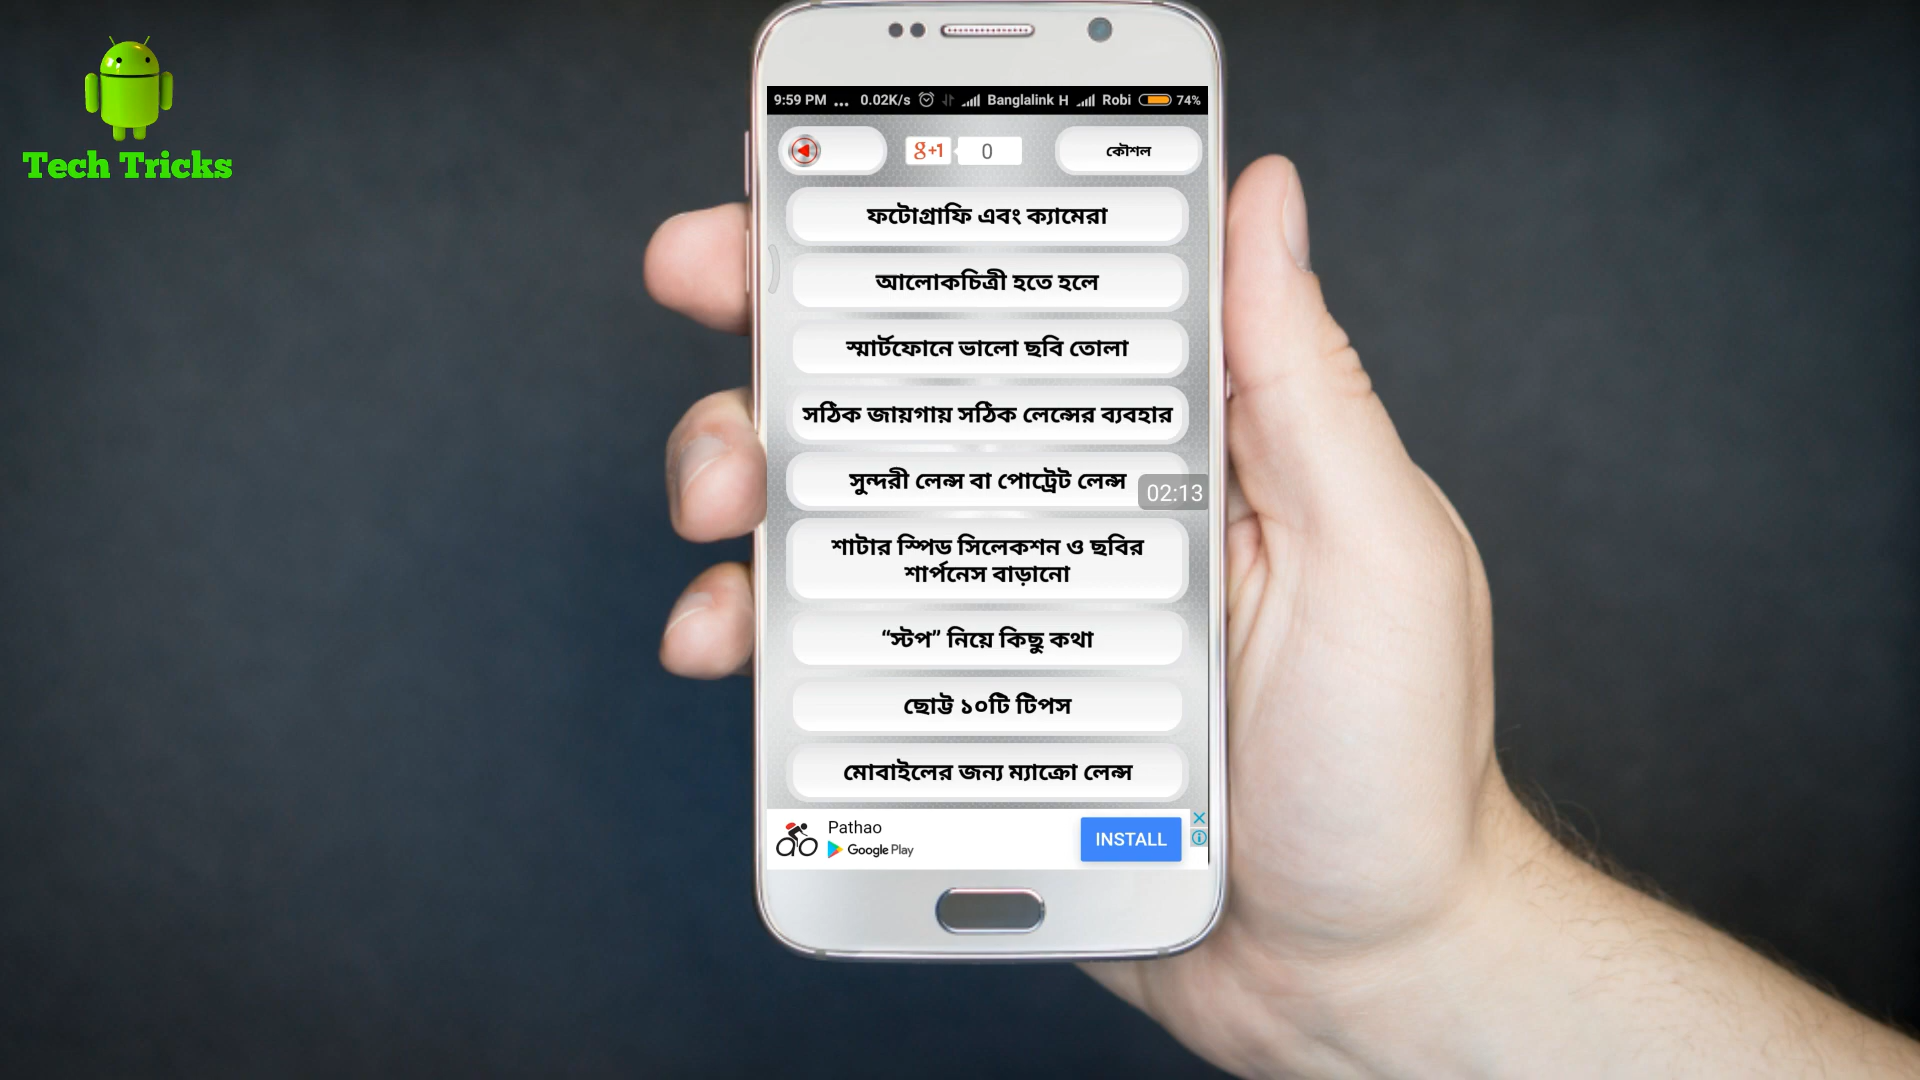 Tech Tricks
9:59 PM ... 0.02K/s Banglalink H Robi 74%
g+1 0 কৌশল
ফটোগ্রাফি এবং ক্যামেরা
আলোকচিত্রী হতে হলে
স্মার্টফোনে ভালো ছবি তোলা
সঠিক জায়গায় সঠিক লেন্সের ব্যবহার
সুন্দরী লেন্স বা পোট্রেট লেন্স
02:13
শাটার স্পিড সিলেকশন ও ছবির
শার্পনেস বাড়ানো
“স্টপ” নিয়ে কিছু কথা
ছোট্ট ১০টি টিপস
মোবাইলের জন্য ম্যাক্রো লেন্স
Pathao
Google Play
INSTALL